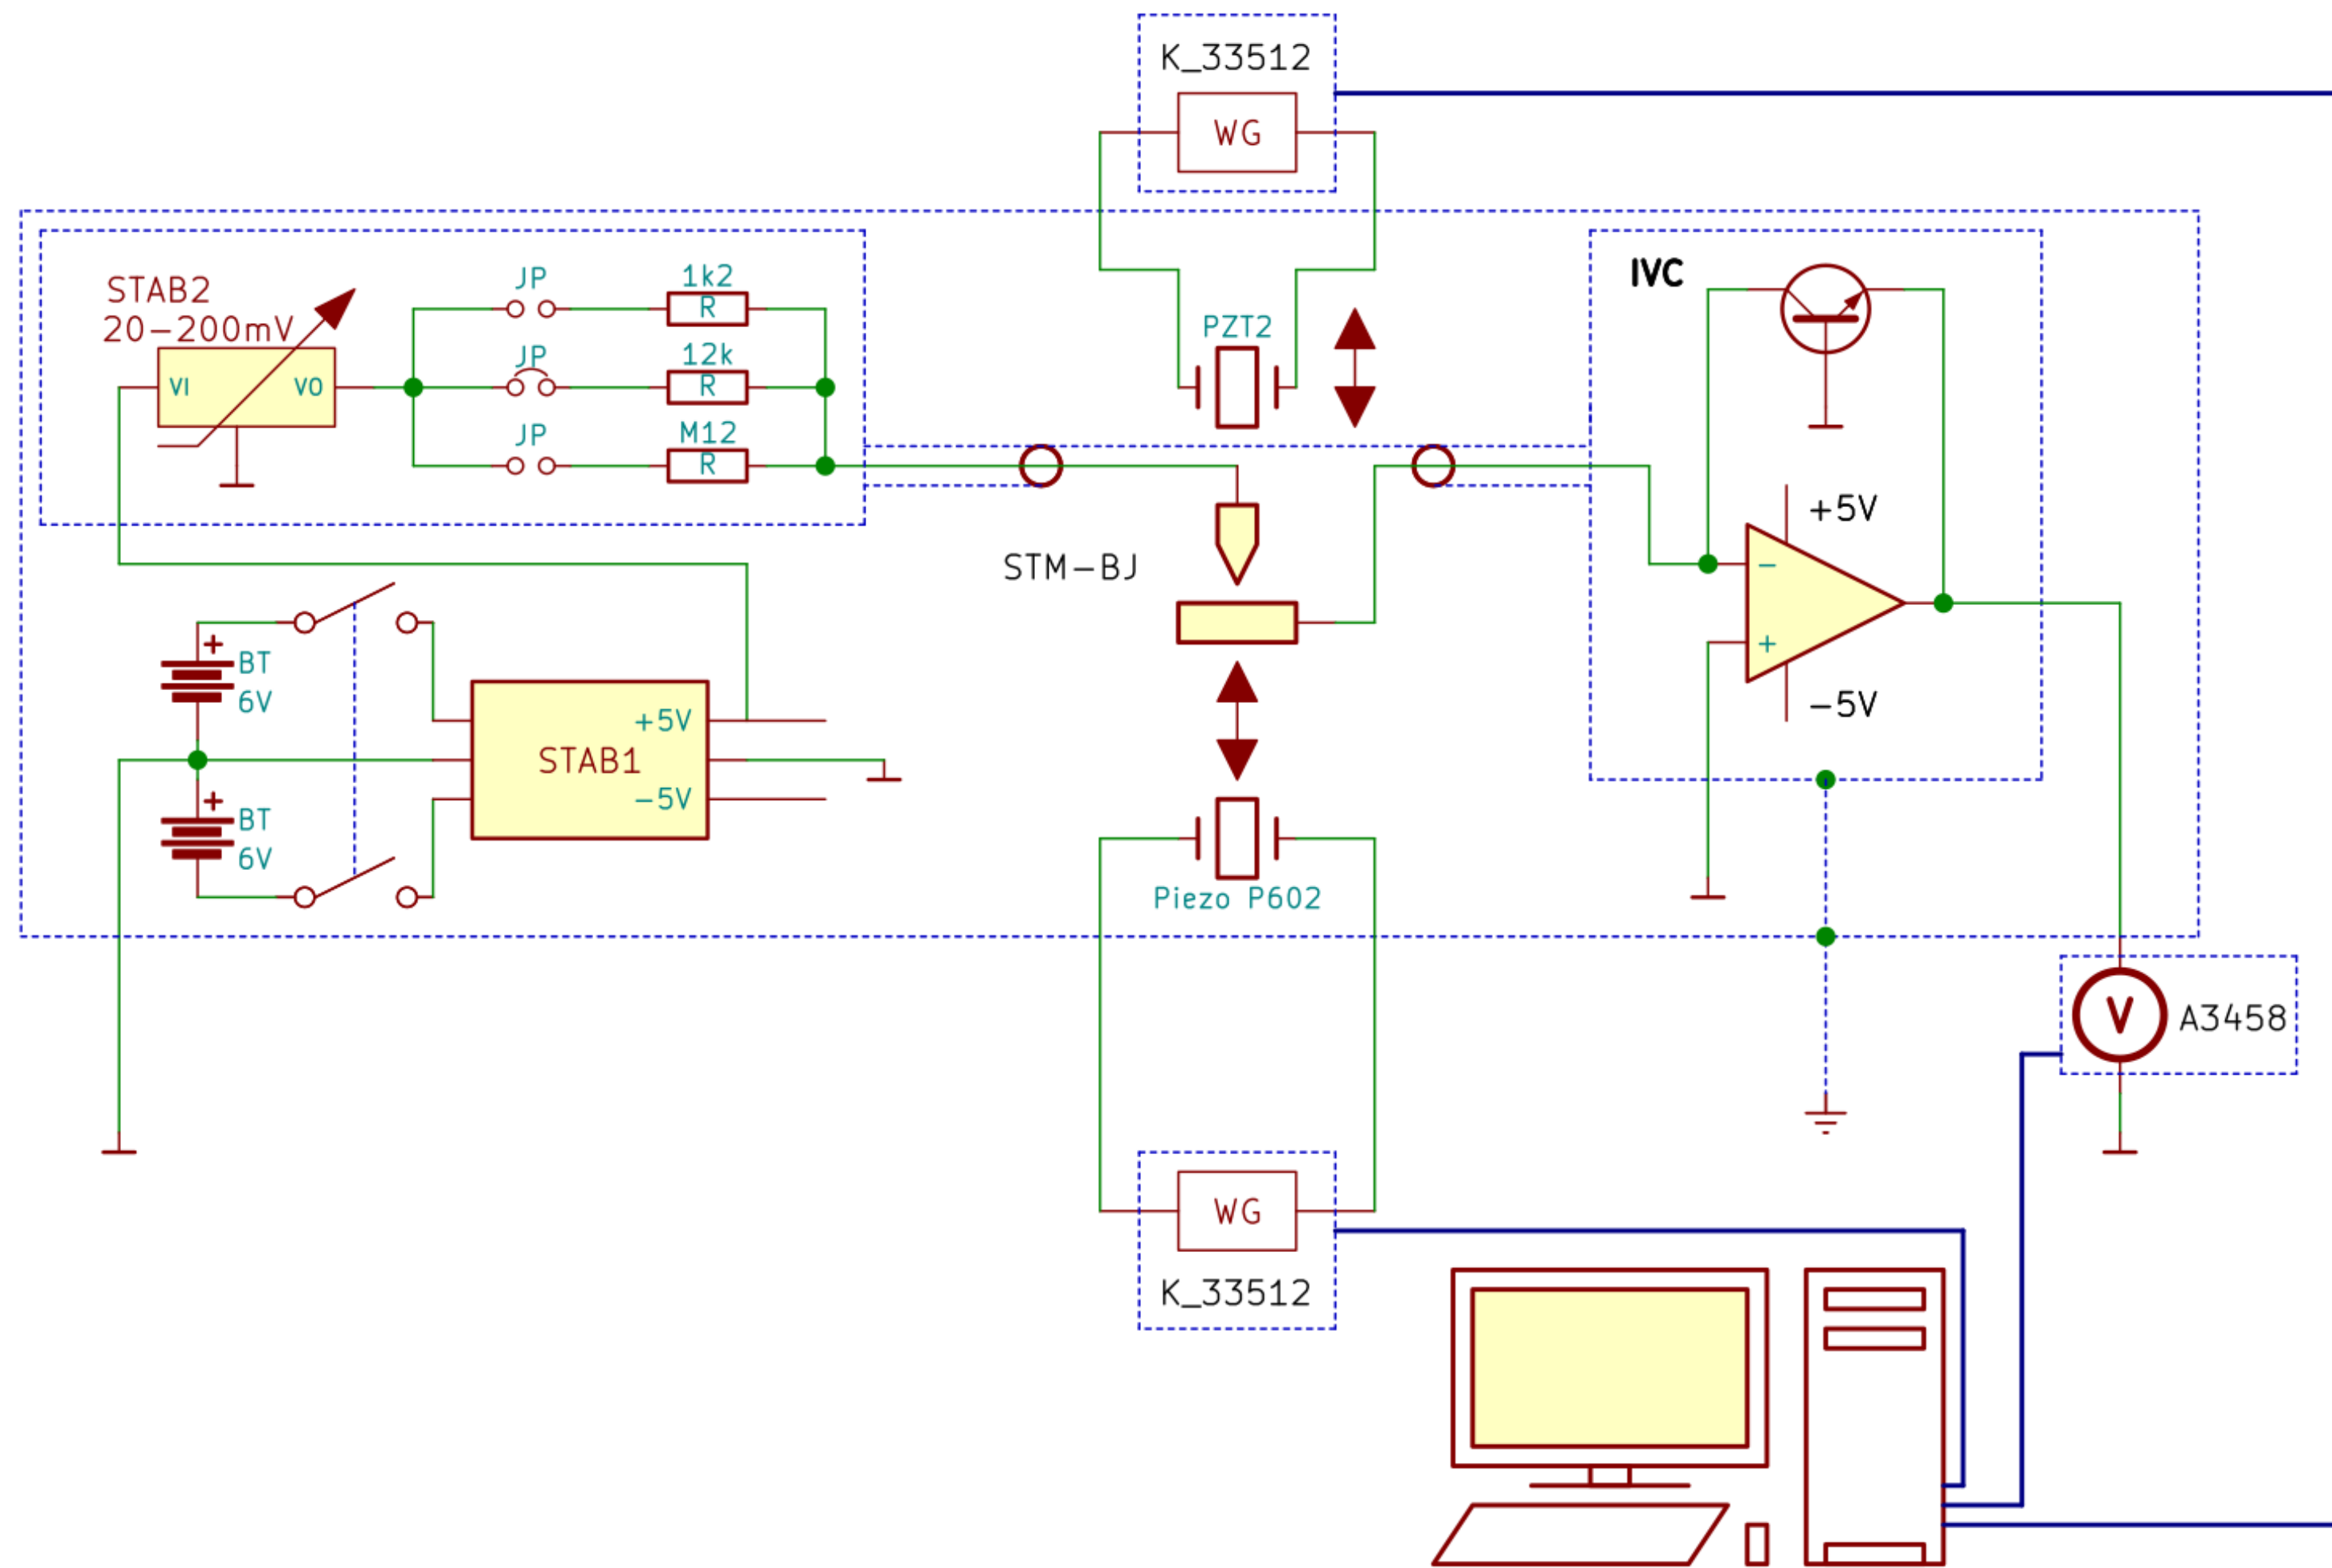 K_33512
WG
STAB2
20-200mV
VI
VO
JP
1k2
R
JP
12k
R
JP
M12
R
PZT2
IVC
+5V
-
+
-5V
STM-BJ
+
BT
6V
+
BT
6V
STAB1
+5V
-5V
Piezo P602
V
A3458
WG
K_33512